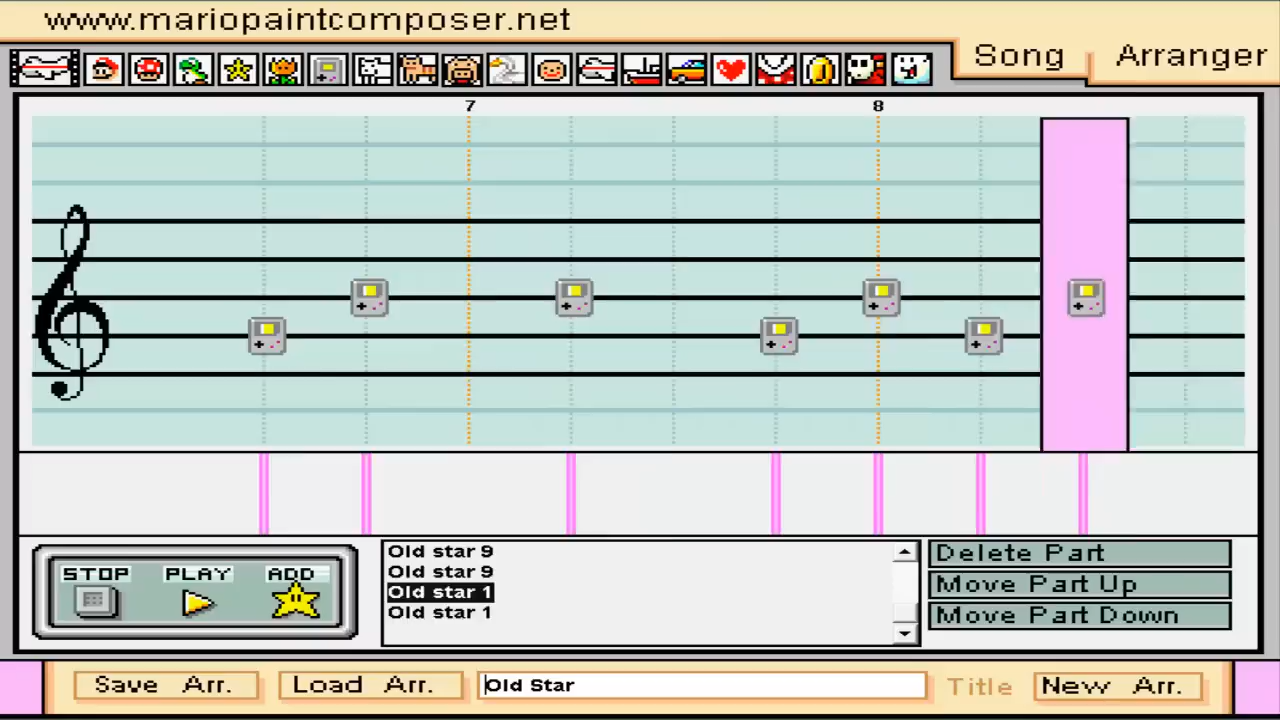 www.mariopaintcomposer.net
Song
Arranger
7
8
STOP
PLAY
ADD
Old star 9
Old star 9
Old star 1
Old star 1
Delete Part
Move Part Up
Move Part Down
Save Arr.
Load Arr.
Old Star
Title
New Arr.